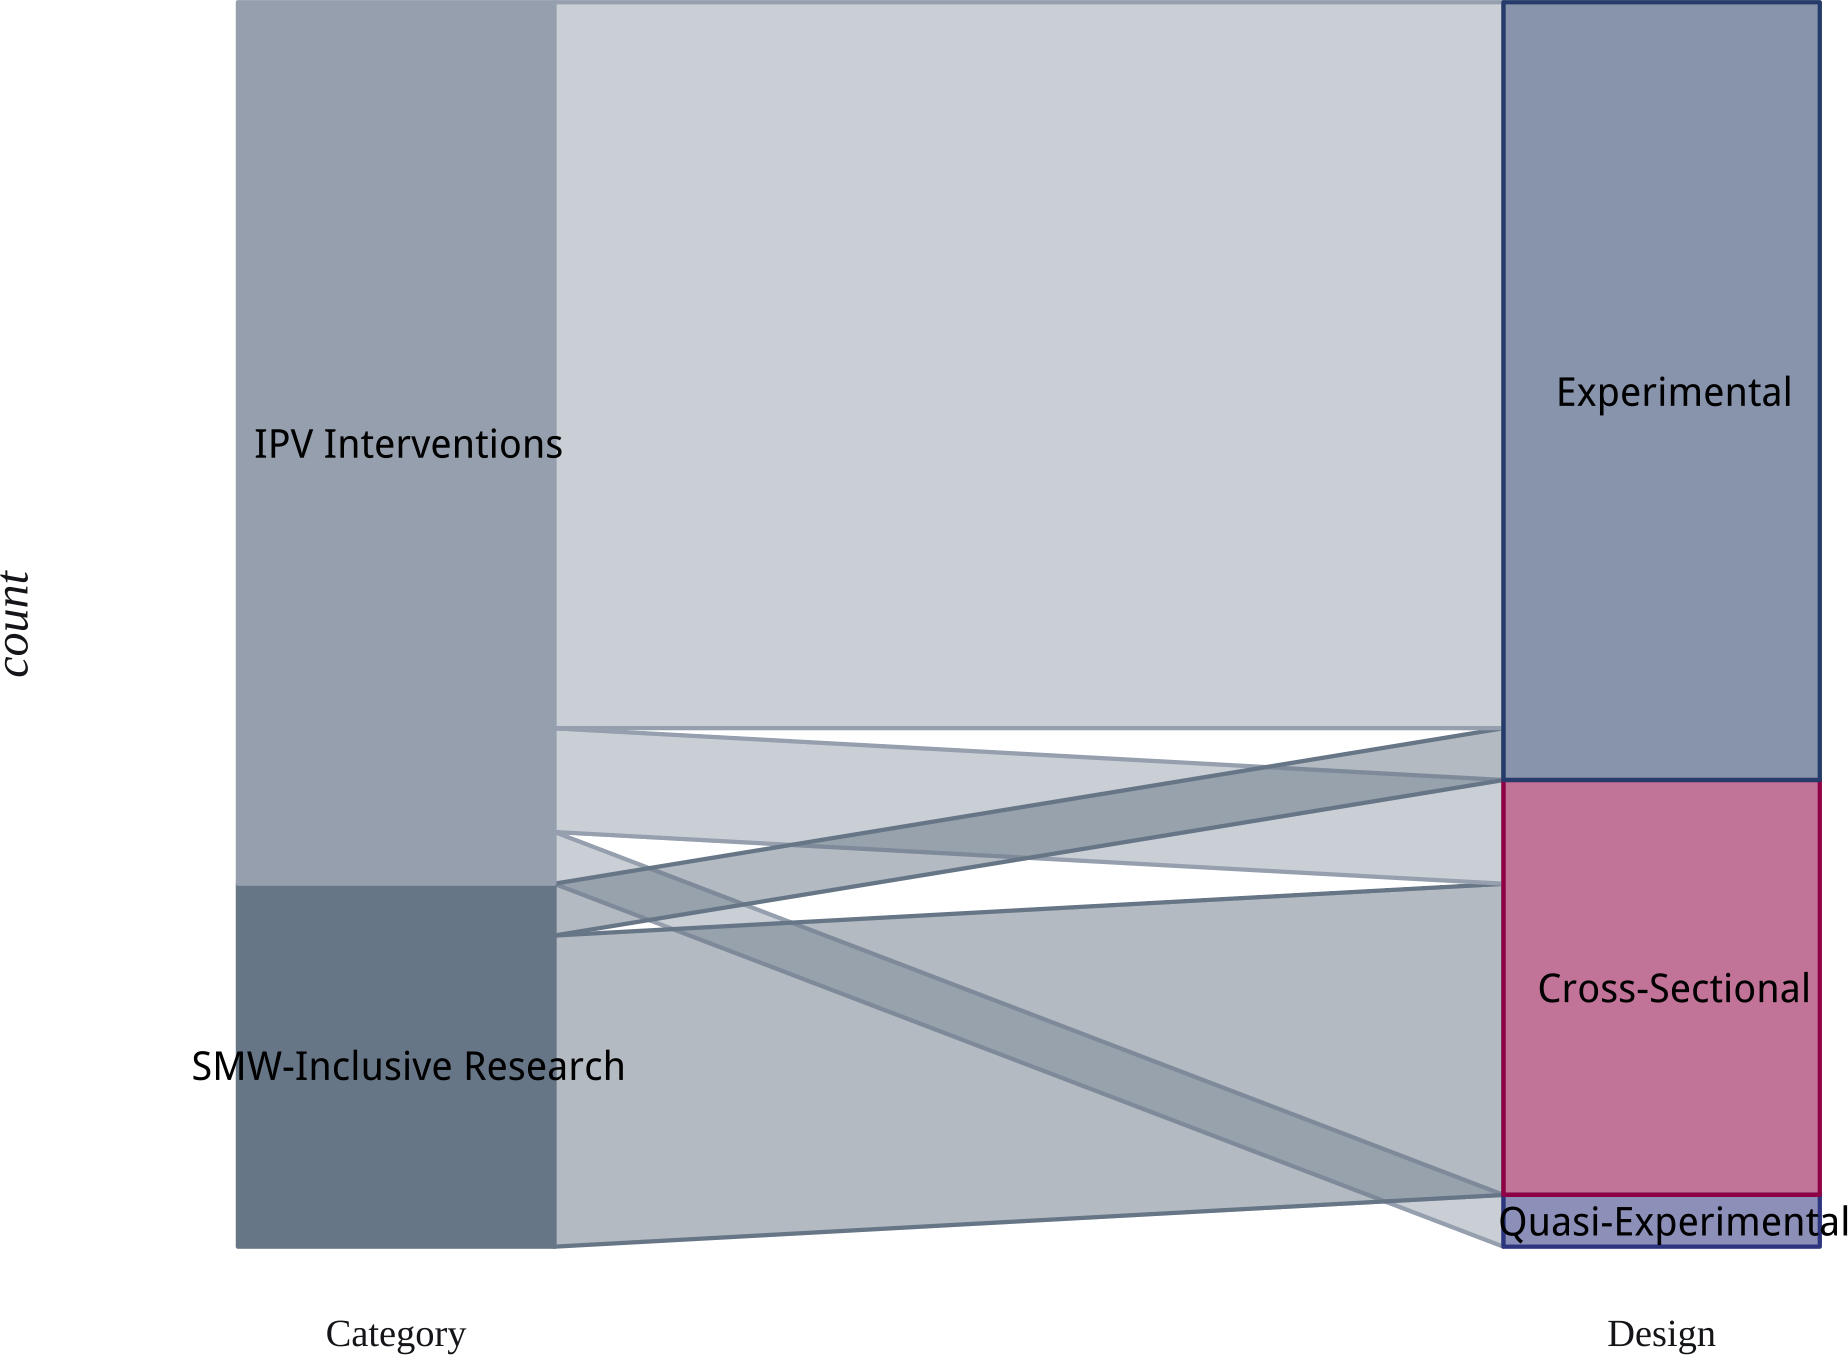 Experimental
IPV Interventions
count
Cross-Sectional
SMW-Inclusive Research
Quasi-Experimental
Category
Design